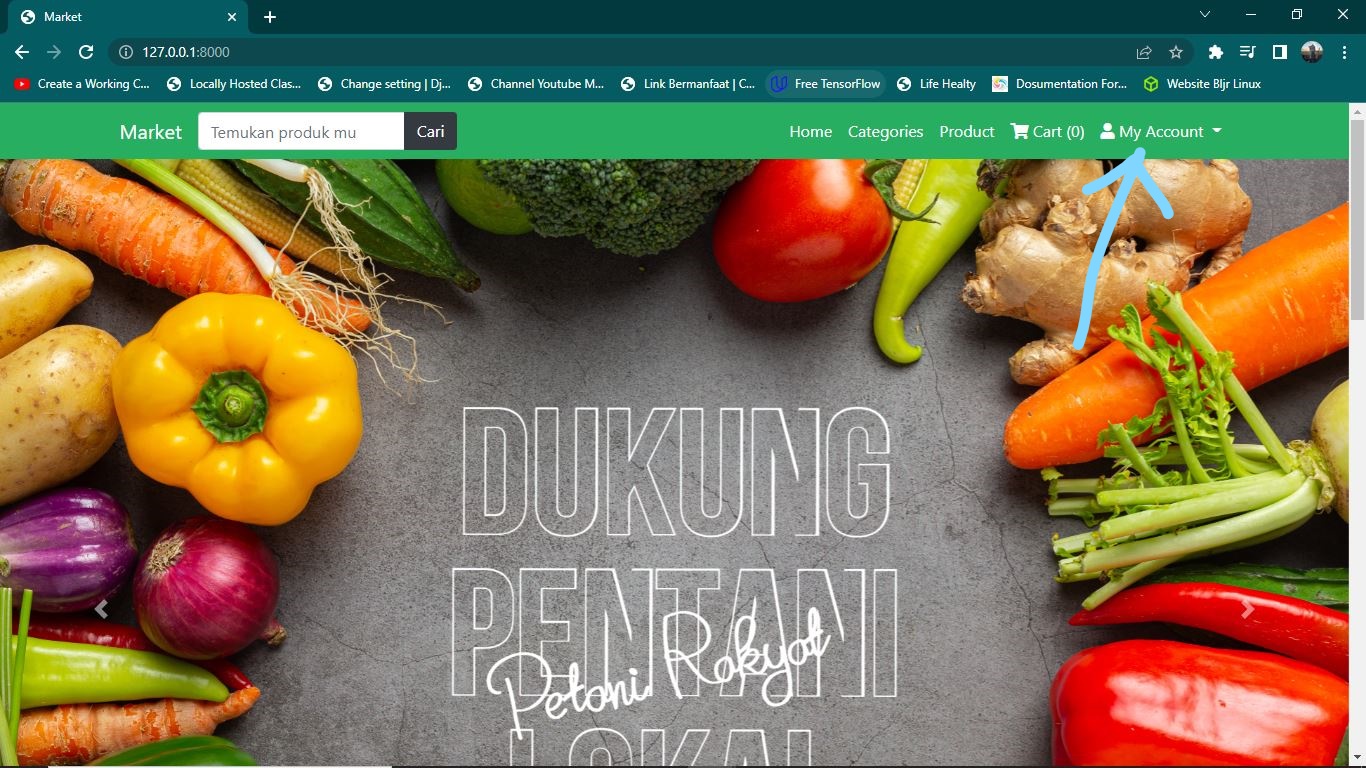 Market
127.0.0.1:8000
Create a Working C...
Locally Hosted Clas...
Change setting | Dj...
Channel Youtube M...
Link Bermanfaat | C...
Free TensorFlow
Life Healty
Dosumentation For...
Website Bljr Linux
Market
Temukan produk mu
Cari
Home
Categories
Product
Cart (0)
My Account
DUKUNG
PENTANI
Petani Rakyat
LOKAL